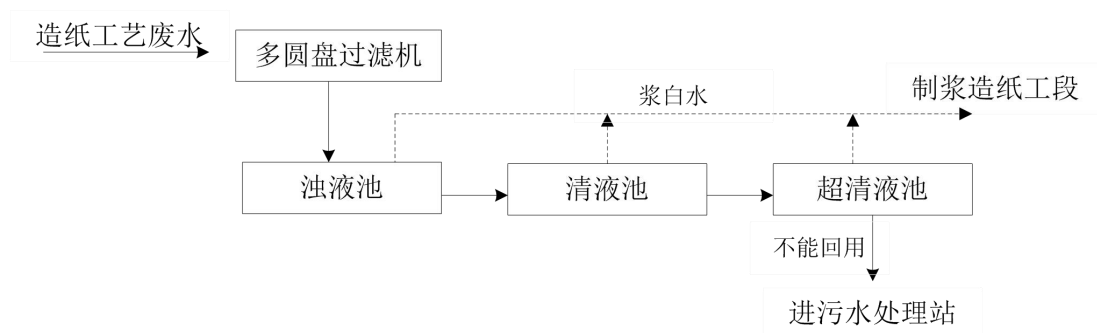 造纸工艺废水
多圆盘过滤机
浆白水
制浆造纸工段
浊液池
清液池
超清液池
不能回用
进污水处理站